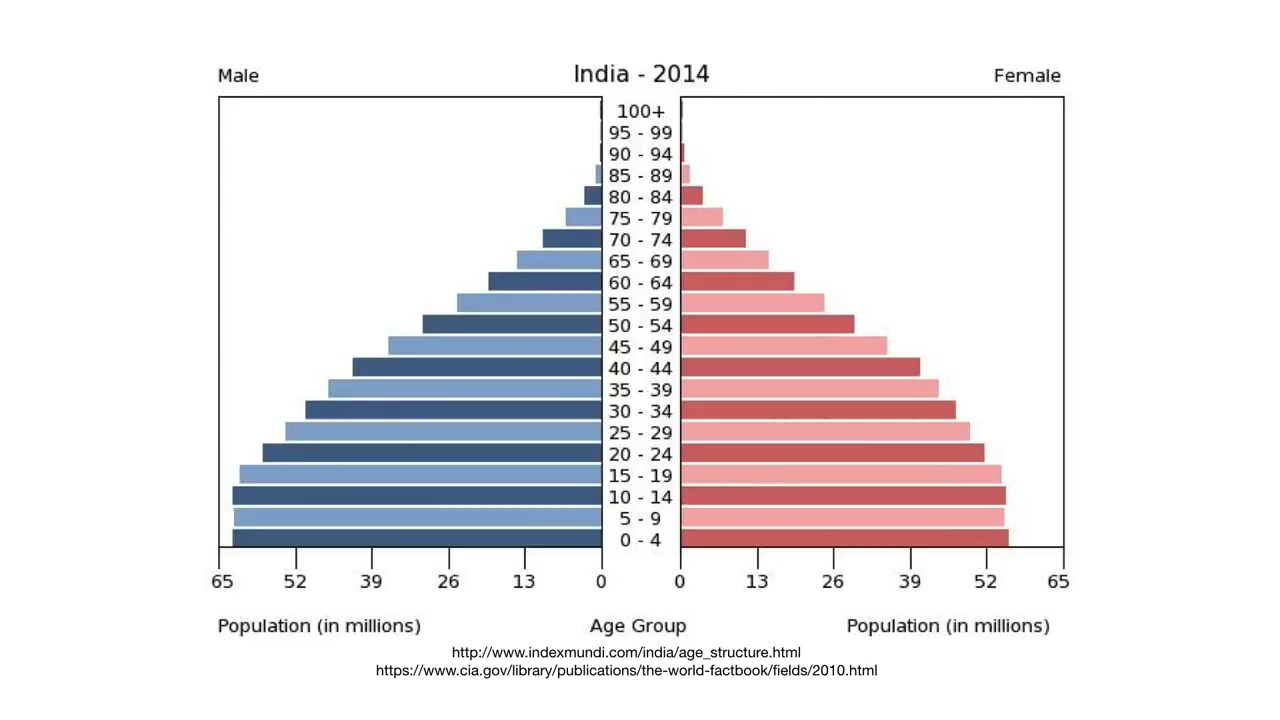 Male India - 2014 Female
100+
95 - 99
90 - 94
85 - 89
80 - 84
75 - 79
70 - 74
65 - 69
60 - 64
55 - 59
50 - 54
45 - 49
40 - 44
35 - 39
30 - 34
25 - 29
20 - 24
15 - 19
10 - 14
5 - 9
0 - 4
65 52 39 26 13 0 0 13 26 39 52 65
Population (in millions) Age Group Population (in millions)
http://www.indexmundi.com/india/age_structure.html
https://www.cia.gov/library/publications/the-world-factbook/fields/2010.html